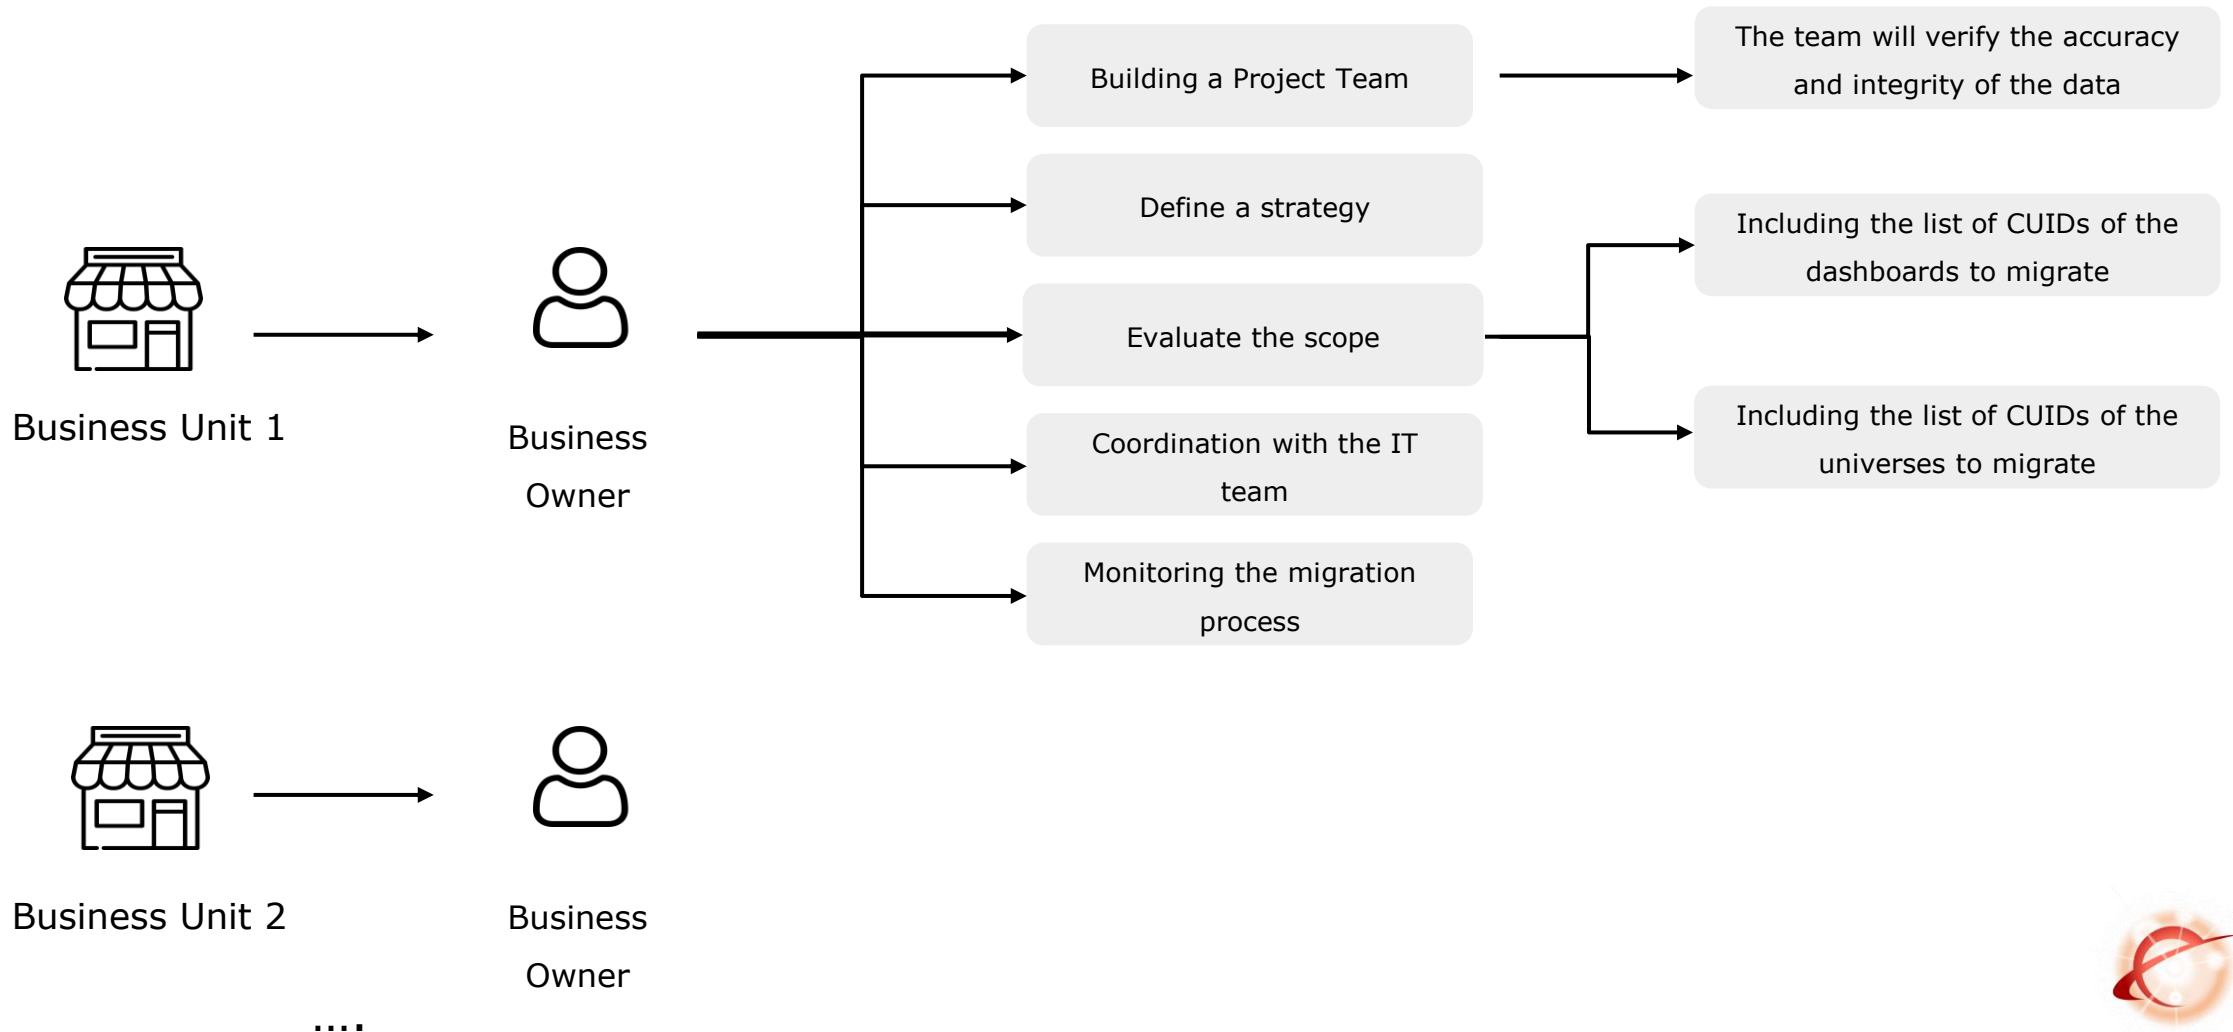 Building a Project Team
The team will verify the accuracy
and integrity of the data
Define a strategy
Including the list of CUIDs of the
dashboards to migrate
Evaluate the scope
Including the list of CUIDs of the
universes to migrate
Coordination with the IT
team
Monitoring the migration
process
Business Unit 1
Business
Owner
Business Unit 2
Business
Owner